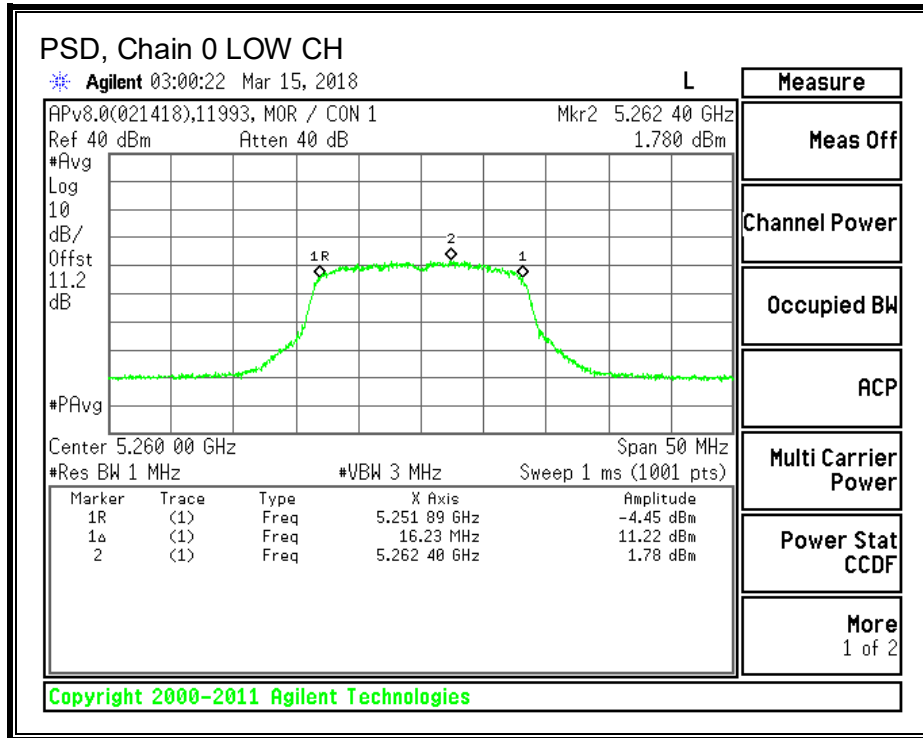 PSD, Chain 0 LOW CH
Agilent 03:00:22 Mar 15, 2018 L
APv8.0(021418),11993, MOR / CON 1 Mkr2 5.262 40 GHz
Ref 40 dBm Atten 40 dB 1.780 dBm
#Avg
Log
10
dB/
Offst
11.2
dB
#PAvg
1R
2
1
Center 5.260 00 GHz Span 50 MHz
#Res BW 1 MHz #VBW 3 MHz Sweep 1 ms (1001 pts)
Marker Trace Type X Axis Amplitude
1R (1) Freq 5.251 89 GHz -4.45 dBm
1Δ (1) Freq 16.23 MHz 11.22 dBm
2 (1) Freq 5.262 40 GHz 1.78 dBm
Measure
Meas Off
Channel Power
Occupied BW
ACP
Multi Carrier
Power
Power Stat
CCDF
More
1 of 2
Copyright 2000-2011 Agilent Technologies